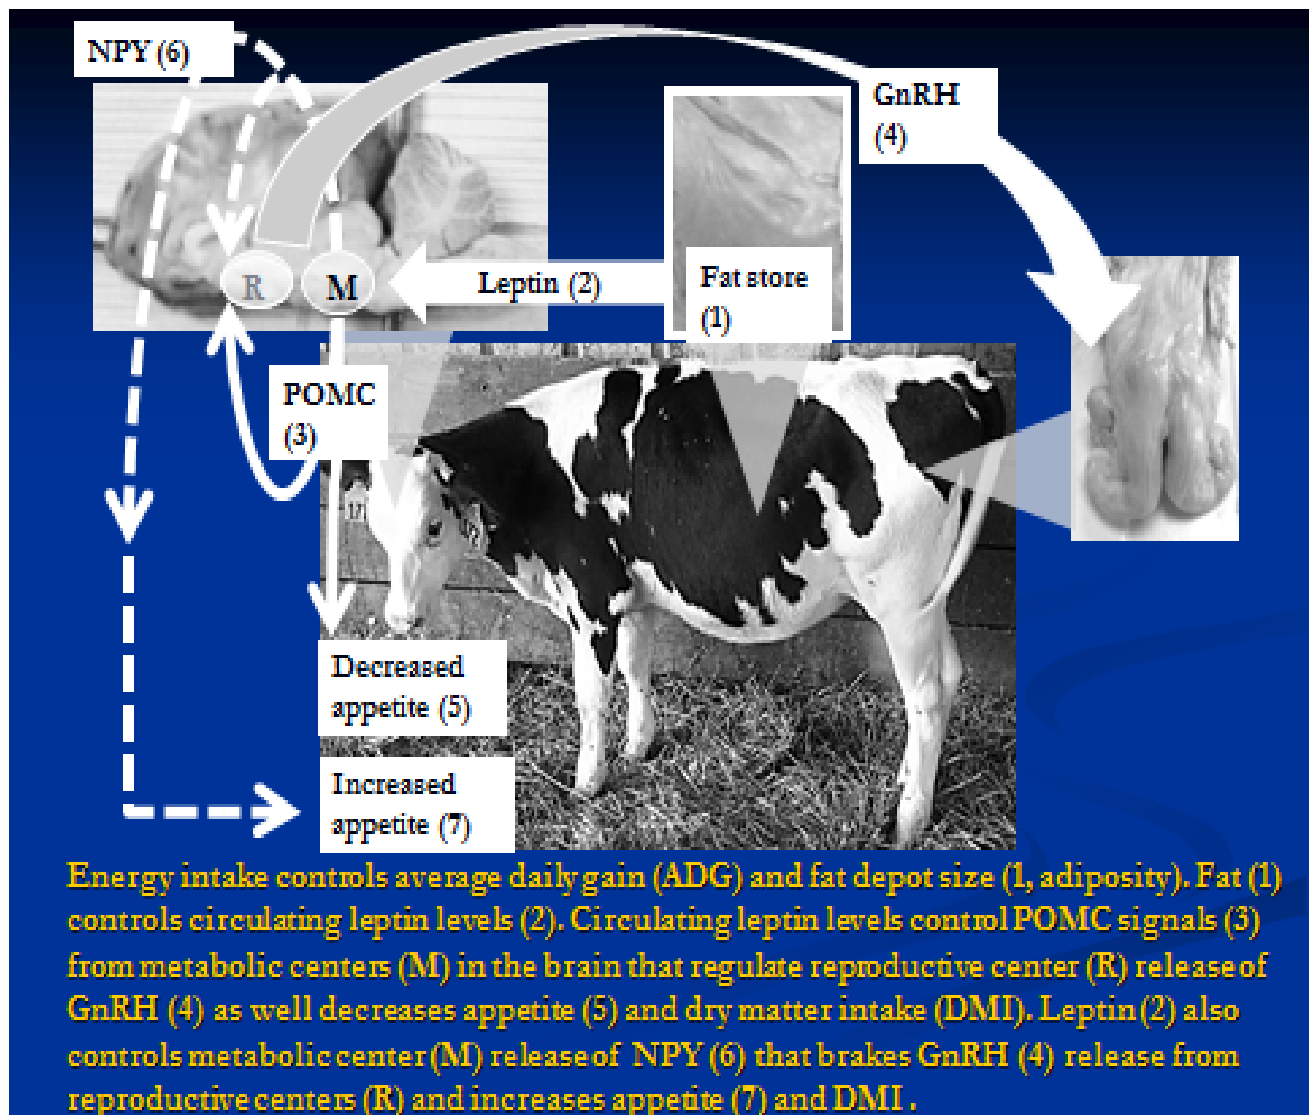 NPY (6)
GnRH
(4)
R
M
Leptin (2)
Fat store
(1)
POMC
(3)
17
Decreased
appetite (5)
Increased
appetite (7)
Energy intake controls average daily gain (ADG) and fat depot size (1, adiposity). Fat (1)
controls circulating leptin levels (2). Circulating leptin levels control POMC signals (3)
from metabolic centers (M) in the brain that regulate reproductive center (R) release of
GnRH (4) as well decreases appetite (5) and dry matter intake (DMI). Leptin (2) also
controls metabolic center (M) release of NPY (6) that brakes GnRH (4) release from
reproductive centers (R) and increases appetite (7) and DMI .